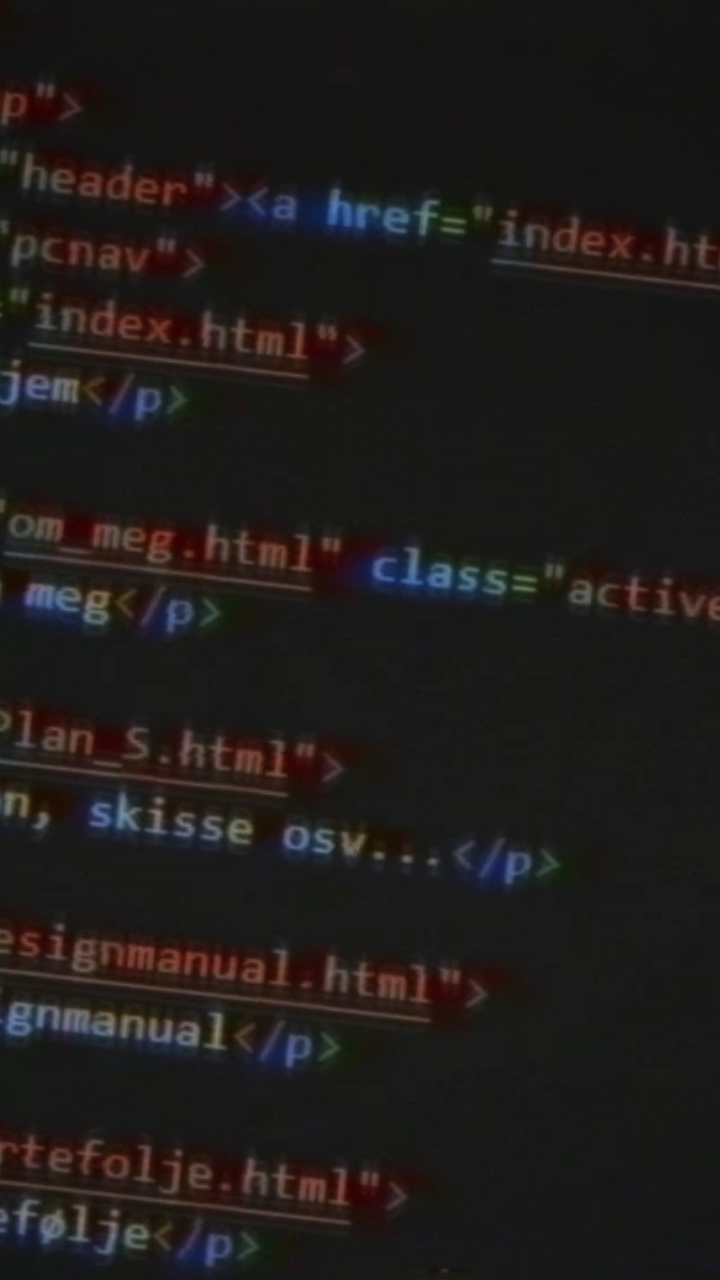 p">
"header"><a href="index.ht
"pcnav">
="index.html">
jem</p>
"om_meg.html" class="active
meg</p>
Plan_S.html">
n, skisse osv...</p>
esignmanual.html">
ignmanual</p>
rtefolje.html">
efølje</p>